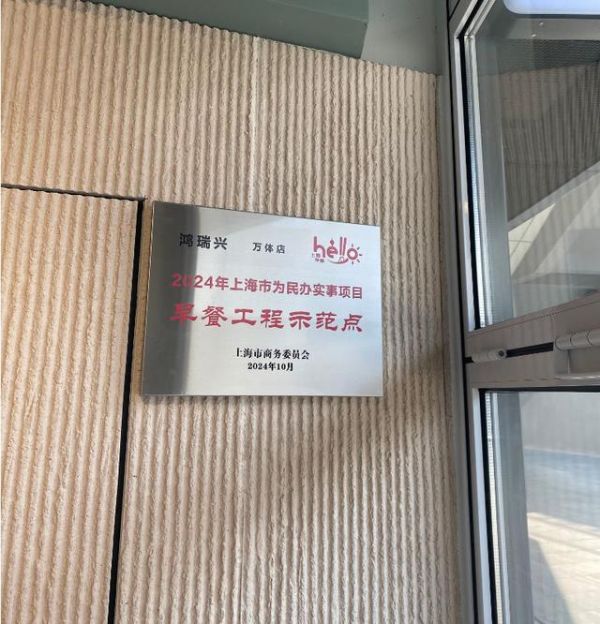 鸿瑞兴 万体店 hello
2024年上海市为民办实事项目
早餐工程示范点
上海市商务委员会
2024年10月